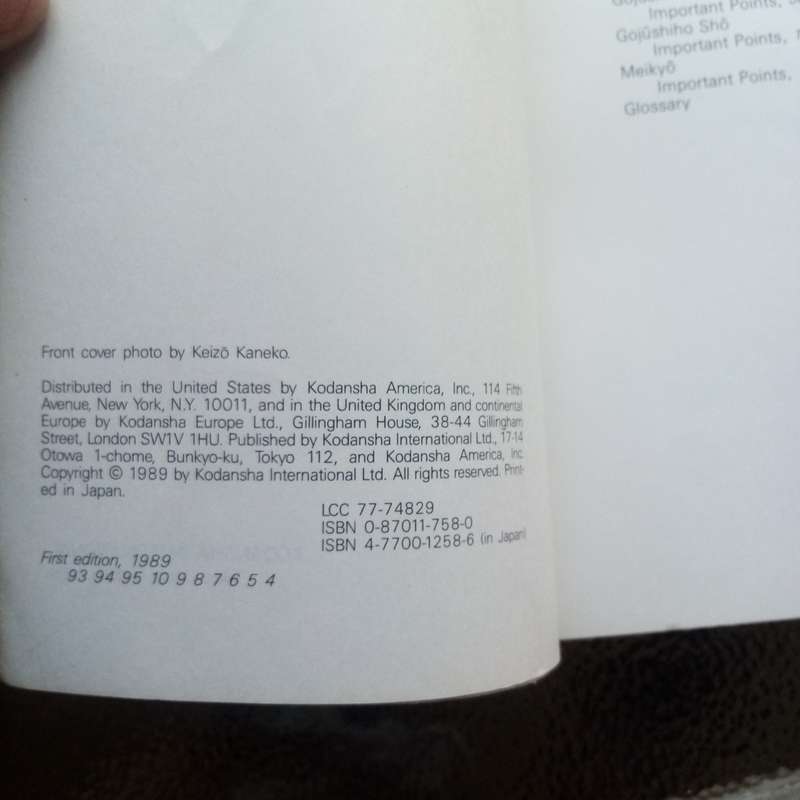 Front cover photo by Keizō Kaneko.
Distributed in the United States by Kodansha America, Inc., 114 Fifth
Avenue, New York, N.Y. 10011, and in the United Kingdom and continental
Europe by Kodansha Europe Ltd., Gillingham House, 38-44 Gillingham
Street, London SW1V 1HU. Published by Kodansha International Ltd., 17-14
Otowa 1-chome, Bunkyo-ku, Tokyo 112, and Kodansha America, Inc.
Copyright © 1989 by Kodansha International Ltd. All rights reserved. Print-
ed in Japan.
LCC 77-74829
ISBN 0-87011-758-0
ISBN 4-7700-1258-6 (in Japan)
First edition, 1989
93 94 95 10 9 8 7 6 5 4
Important Points,
Gojūshiho Shō
Important Points,
Meikyō
Important Points,
Glossary